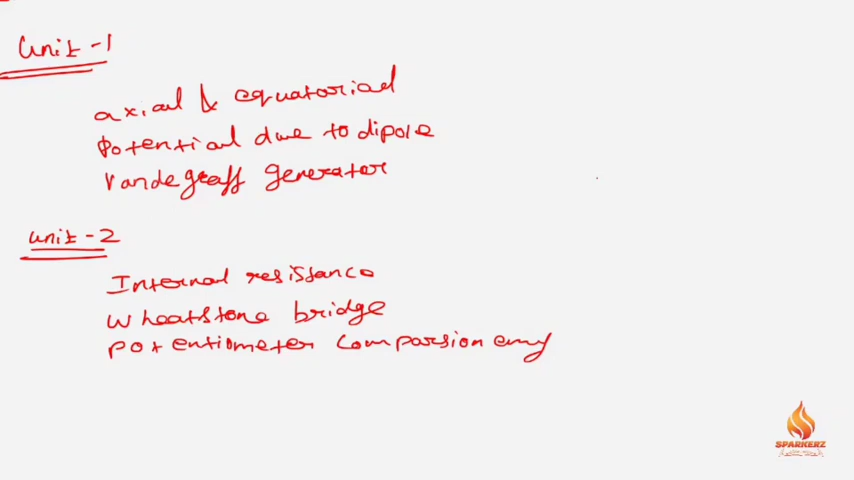 Unit-1
axial & equatorial
potential due to dipole
Vandegraff generator
unit-2
Internal resistance
wheatstone bridge
potentiometer comparsion emf
SPARKERZ